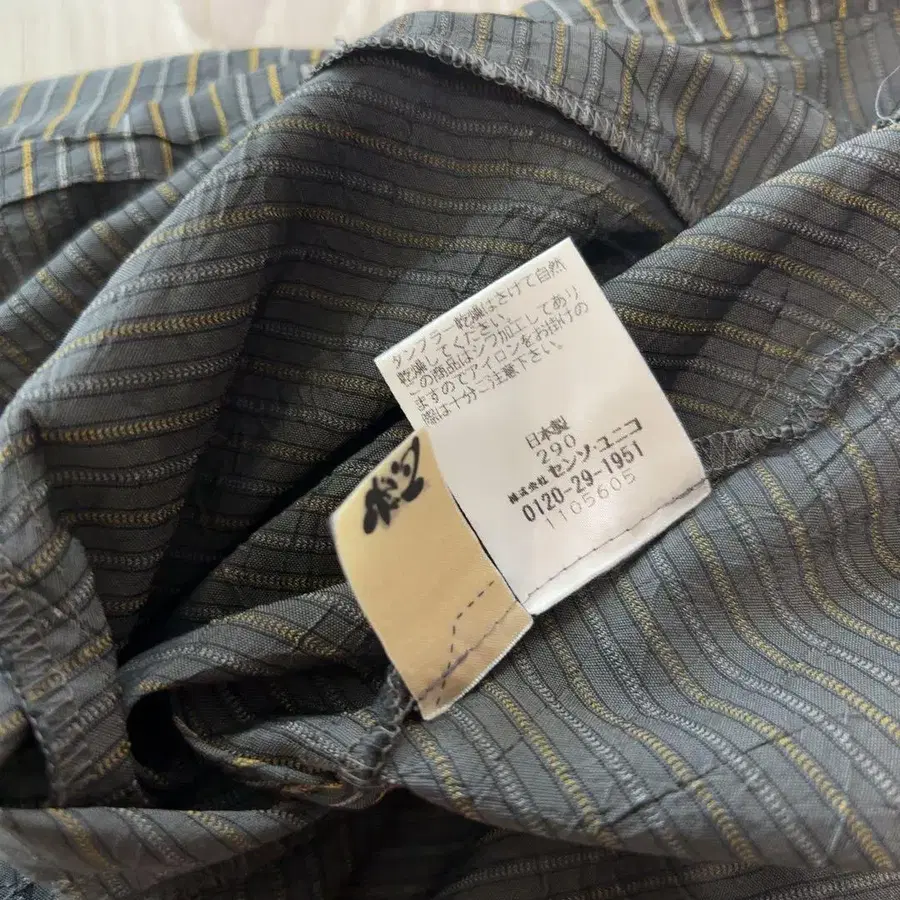 タンブラー乾燥はさけて自然
乾燥してください。
この商品はシワ加工してあり
ますのでアイロンをお掛けの
際は十分ご注意下さい。
日本製
290
株式会社 センソ・ユニコ
0120-29-1951
1105605